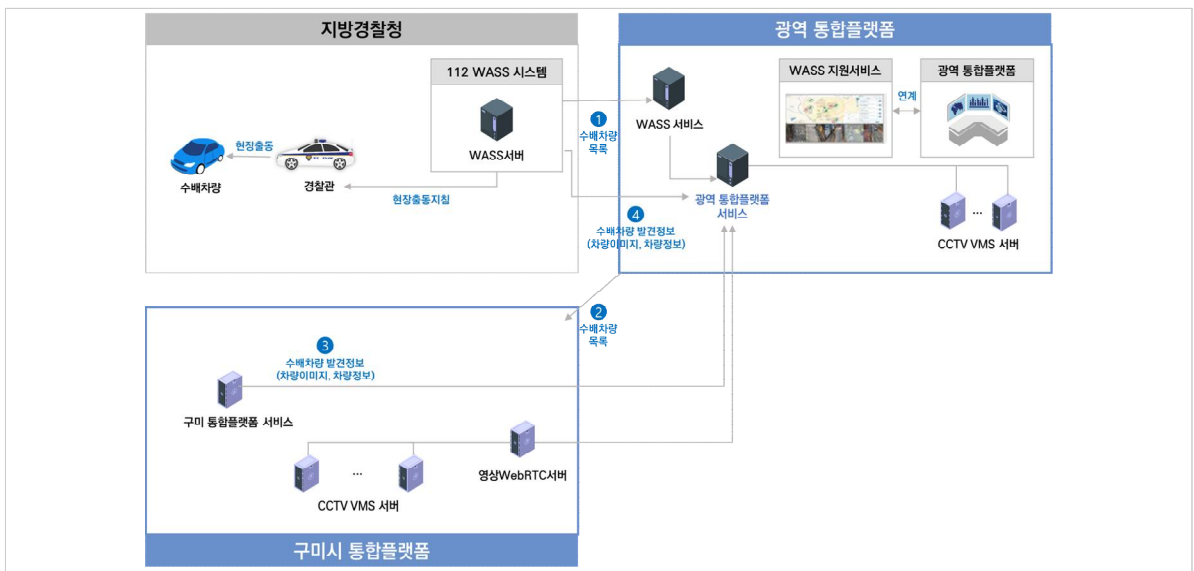 지방경찰청
112 WASS 시스템
WASS서버
현장출동
수배차량
경찰관
현장출동지침
1
수배차량
목록
광역 통합플랫폼
WASS 서비스
WASS 지원서비스
연계
광역 통합플랫폼
광역 통합플랫폼
서비스
4
수배차량 발견정보
(차량이미지, 차량정보)
...
CCTV VMS 서버
2
수배차량
목록
3
수배차량 발견정보
(차량이미지, 차량정보)
구미 통합플랫폼 서비스
...
CCTV VMS 서버
영상WebRTC서버
구미시 통합플랫폼